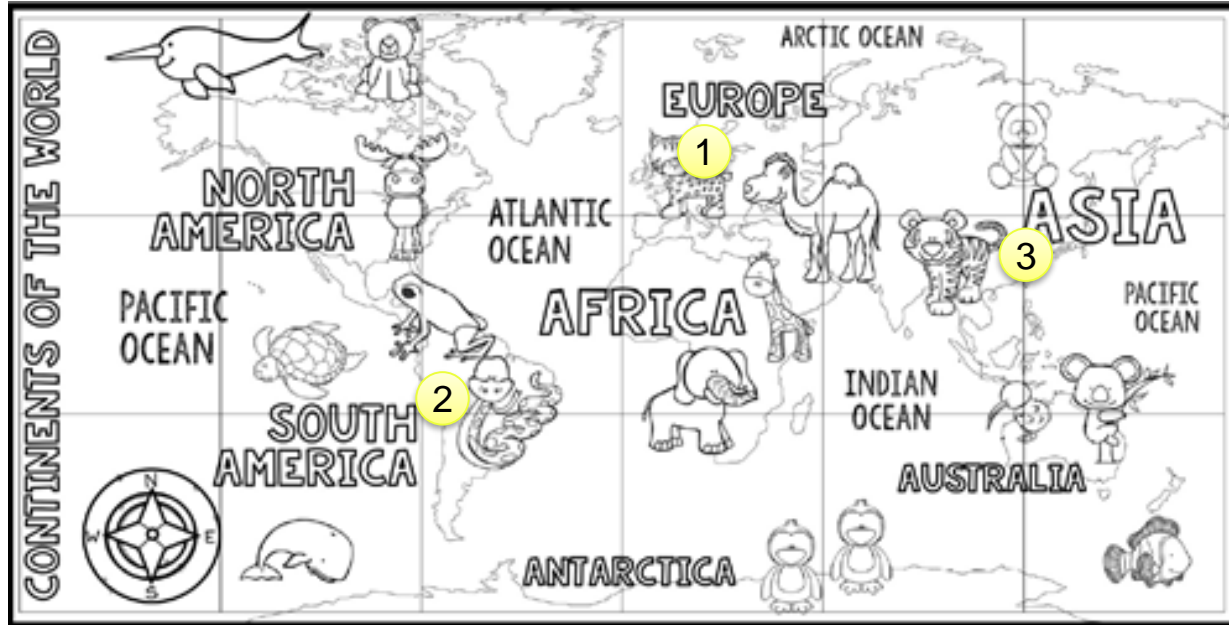 CONTINENTS OF THE WORLD
ARCTIC OCEAN
EUROPE
1
NORTH
AMERICA
ATLANTIC
OCEAN
ASIA
3
PACIFIC
OCEAN
AFRICA
PACIFIC
OCEAN
2
INDIAN
OCEAN
SOUTH
AMERICA
AUSTRALIA
N
W
E
S
ANTARCTICA